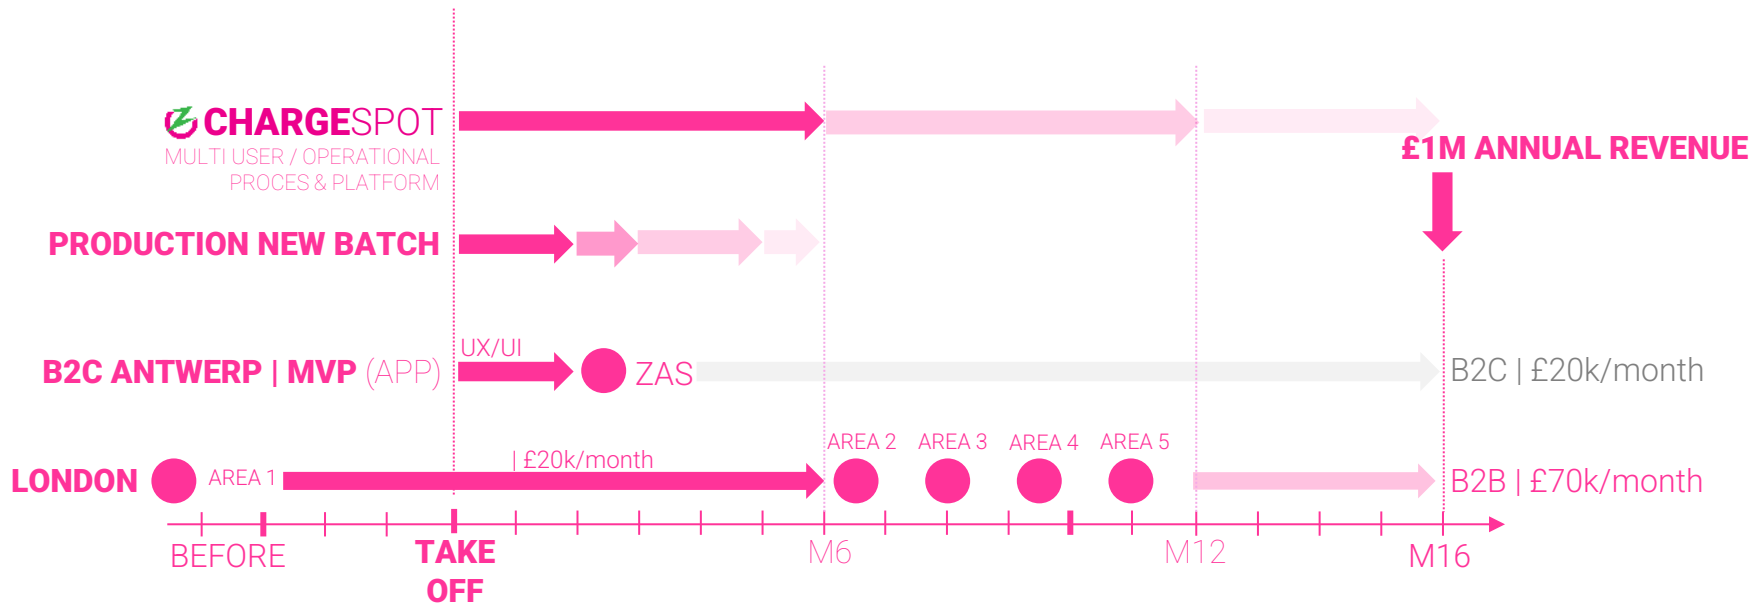 CHARGESPOT
MULTI USER / OPERATIONAL
PROCES & PLATFORM
£1M ANNUAL REVENUE
PRODUCTION NEW BATCH
UX/UI
B2C ANTWERP | MVP (APP)
ZAS
B2C | £20k/month
LONDON
AREA 1
| £20k/month
AREA 2
AREA 3
AREA 4
AREA 5
B2B | £70k/month
BEFORE
TAKE
OFF
M6
M12
M16